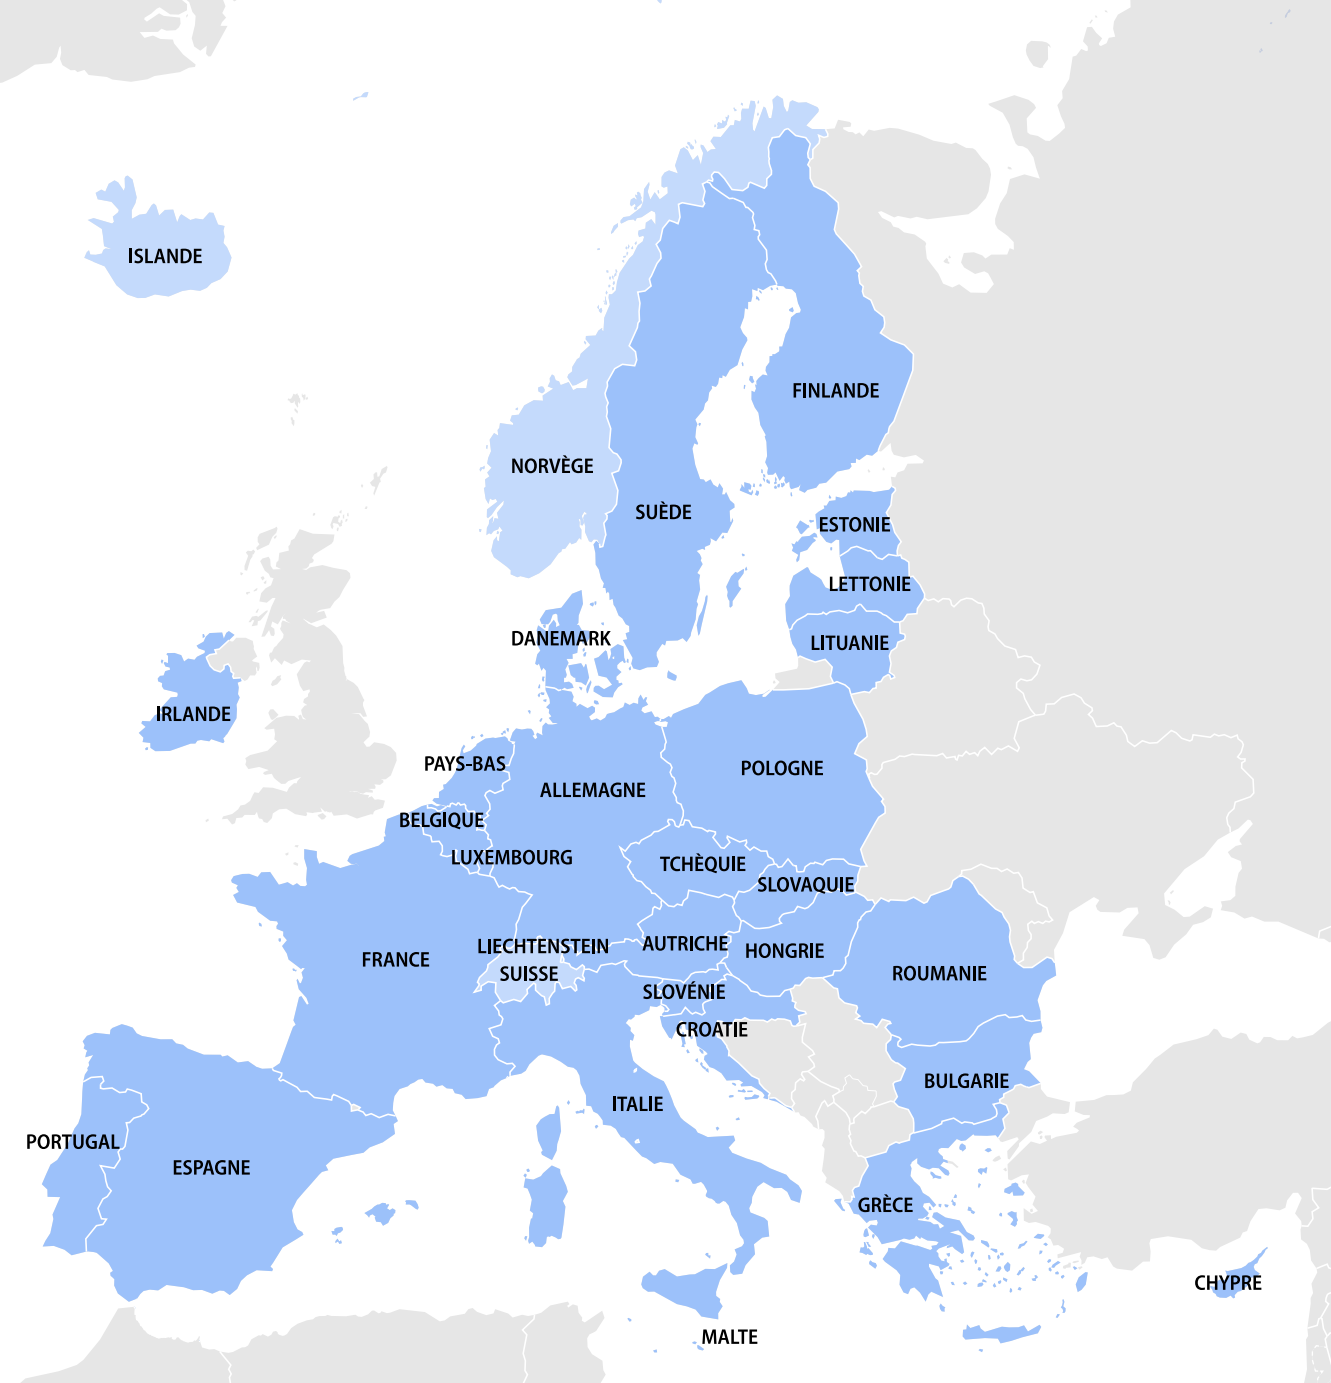 ISLANDE
FINLANDE
NORVÈGE
SUÈDE
ESTONIE
LETTONIE
DANEMARK
LITUANIE
IRLANDE
PAYS-BAS
POLOGNE
ALLEMAGNE
BELGIQUE
LUXEMBOURG
TCHÈQUIE
SLOVAQUIE
LIECHTENSTEIN
AUTRICHE
HONGRIE
FRANCE
SUISSE
ROUMANIE
SLOVÉNIE
CROATIE
BULGARIE
ITALIE
PORTUGAL
ESPAGNE
GRÈCE
CHYPRE
MALTE